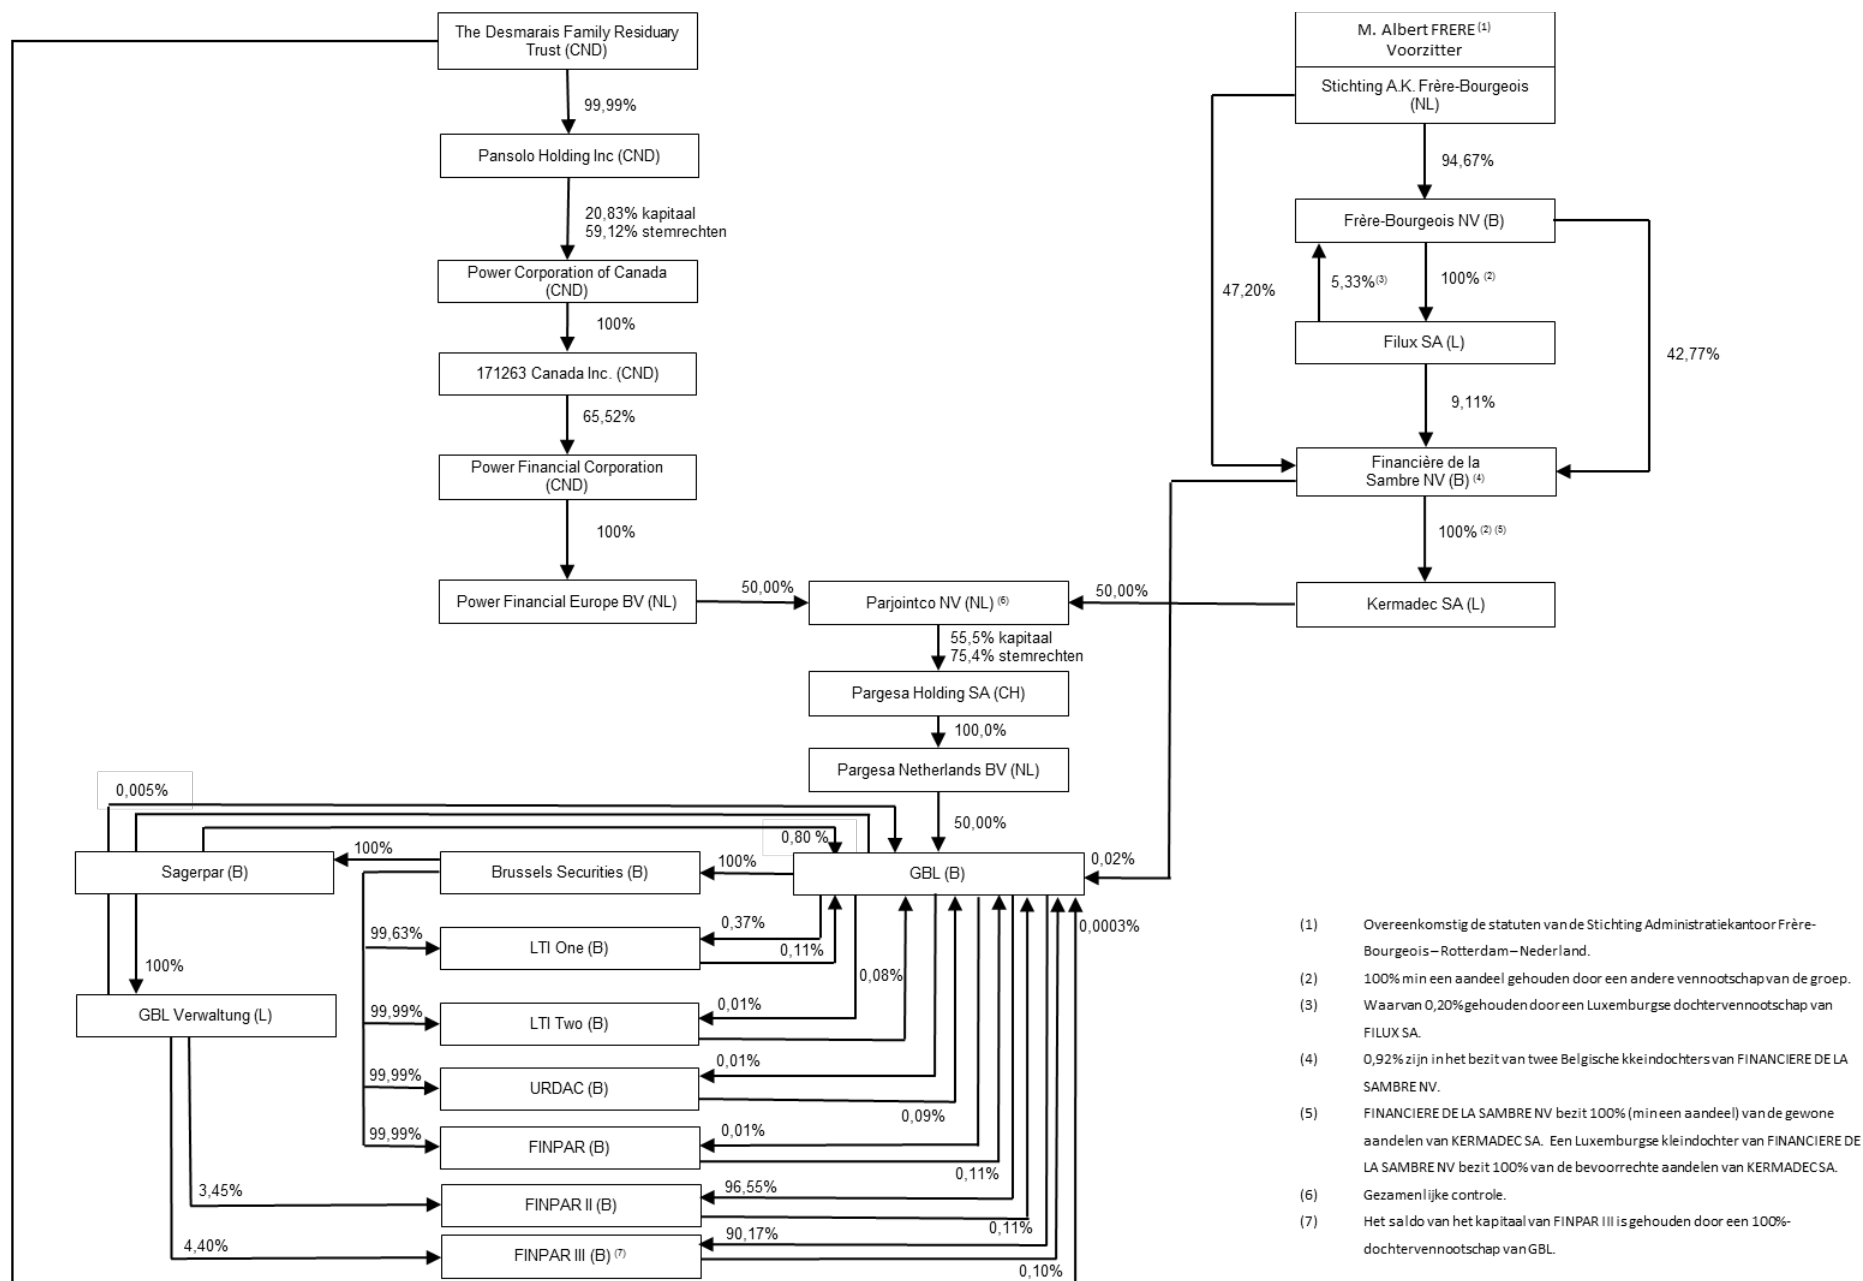 The Desmarais Family Residuary
Trust (CND)
99,99%
Pansolo Holding Inc (CND)
20,83% kapitaal
59,12% stemrechten
Power Corporation of Canada
(CND)
100%
171263 Canada Inc. (CND)
65,52%
Power Financial Corporation
(CND)
100%
Power Financial Europe BV (NL)
50,00%
M. Albert FRERE (1)
Voorzitter
Stichting A.K. Frère-Bourgeois
(NL)
94,67%
Frère-Bourgeois NV (B)
47,20%
5,33%(3)
100% (2)
Filux SA (L)
42,77%
9,11%
Financière de la
Sambre NV (B) (4)
100% (2) (5)
Kermadec SA (L)
50,00%
Parjointco NV (NL) (6)
55,5% kapitaal
75,4% stemrechten
Pargesa Holding SA (CH)
100,0%
Pargesa Netherlands BV (NL)
50,00%
0,005%
0,80 %
Sagerpar (B)
100%
Brussels Securities (B)
100%
GBL (B)
0,02%
0,0003%
99,63%
LTI One (B)
0,37%
0,11%
100%
GBL Verwaltung (L)
0,08%
99,99%
LTI Two (B)
0,01%
99,99%
URDAC (B)
0,01%
0,09%
99,99%
FINPAR (B)
0,01%
0,11%
3,45%
FINPAR II (B)
96,55%
0,11%
4,40%
FINPAR III (B) (7)
90,17%
0,10%
(1) Overeenkomstig de statuten van de Stichting Administratiekantoor Frère-
Bourgeois – Rotterdam – Nederland.
(2) 100% min een aandeel gehouden door een andere vennootschap van de groep.
(3) Waarvan 0,20% gehouden door een Luxemburgse dochtervennootschap van
FILUX SA.
(4) 0,92% zijn in het bezit van twee Belgische kkeindochters van FINANCIERE DE LA
SAMBRE NV.
(5) FINANCIERE DE LA SAMBRE NV bezit 100% (min een aandeel) van de gewone
aandelen van KERMADEC SA. Een Luxemburgse kleindochter van FINANCIERE DE
LA SAMBRE NV bezit 100% van de bevoorrechte aandelen van KERMADEC SA.
(6) Gezamenlijke controle.
(7) Het saldo van het kapitaal van FINPAR III is gehouden door een 100%-
dochtervennootschap van GBL.